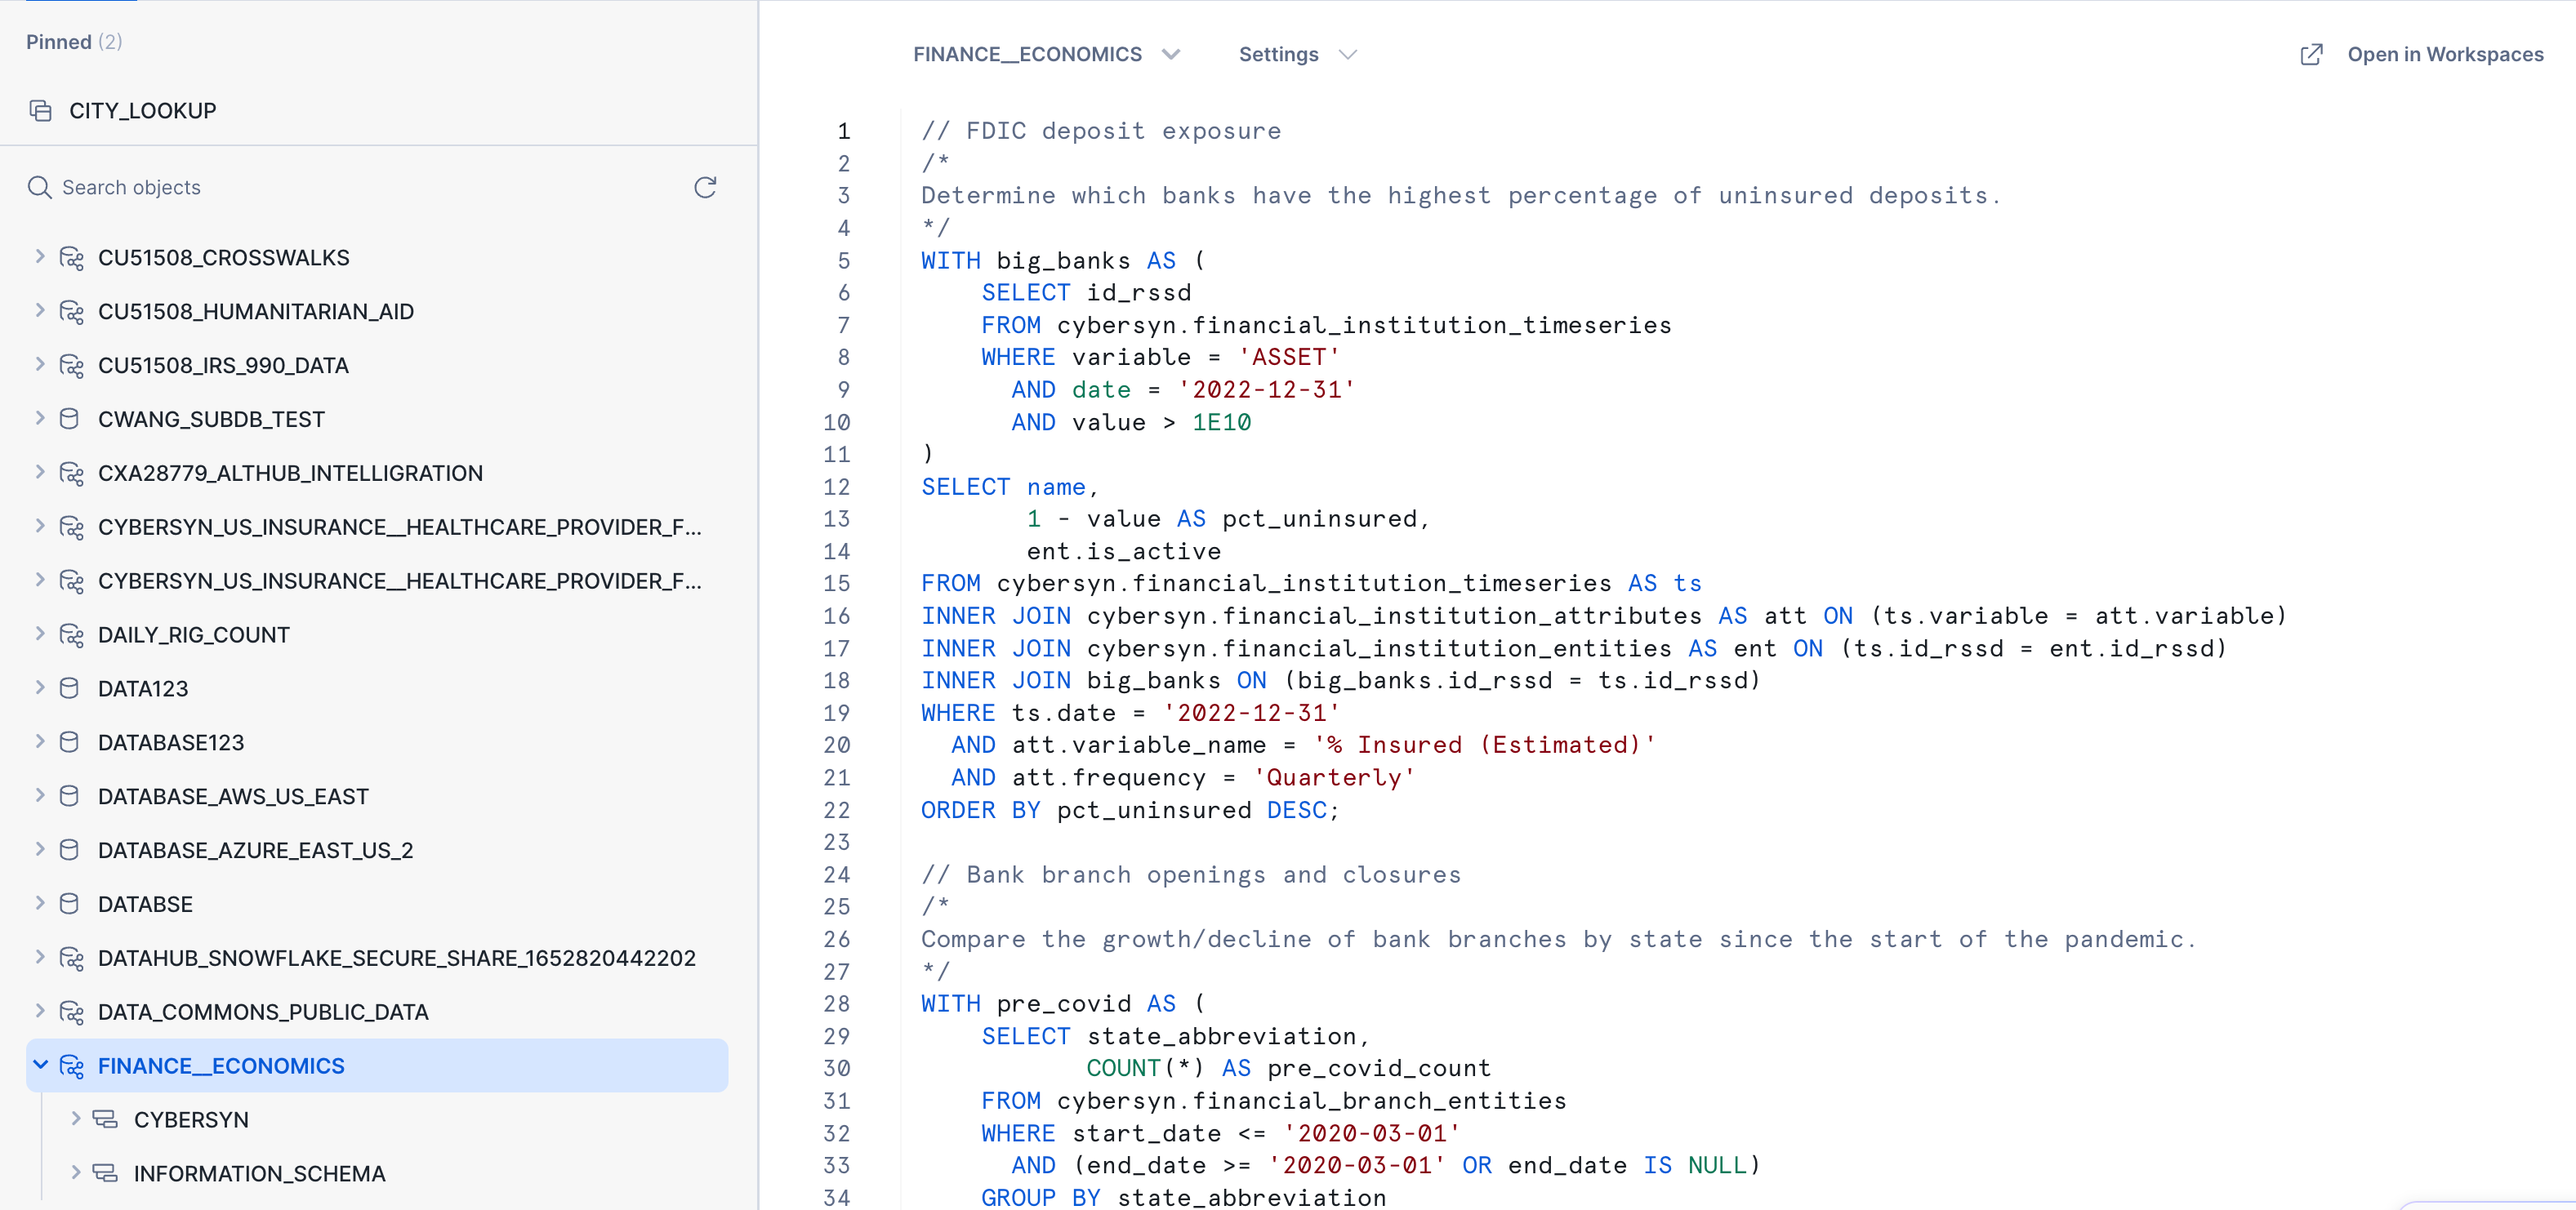 Pinned (2)
CITY_LOOKUP
Search objects
CU51508_CROSSWALKS
CU51508_HUMANITARIAN_AID
CU51508_IRS_990_DATA
CWANG_SUBDB_TEST
CXA28779_ALTHUB_INTELLIGRATION
CYBERSYN_US_INSURANCE__HEALTHCARE_PROVIDER_F...
CYBERSYN_US_INSURANCE__HEALTHCARE_PROVIDER_F...
DAILY_RIG_COUNT
DATA123
DATABASE123
DATABASE_AWS_US_EAST
DATABASE_AZURE_EAST_US_2
DATABSE
DATAHUB_SNOWFLAKE_SECURE_SHARE_1652820442202
DATA_COMMONS_PUBLIC_DATA
FINANCE__ECONOMICS
CYBERSYN
INFORMATION_SCHEMA
FINANCE__ECONOMICS Settings Open in Workspaces
1 // FDIC deposit exposure
2 /*
3 Determine which banks have the highest percentage of uninsured deposits.
4 */
5 WITH big_banks AS (
6 SELECT id_rssd
7 FROM cybersyn.financial_institution_timeseries
8 WHERE variable = 'ASSET'
9 AND date = '2022-12-31'
10 AND value > 1E10
11 )
12 SELECT name,
13 1 - value AS pct_uninsured,
14 ent.is_active
15 FROM cybersyn.financial_institution_timeseries AS ts
16 INNER JOIN cybersyn.financial_institution_attributes AS att ON (ts.variable = att.variable)
17 INNER JOIN cybersyn.financial_institution_entities AS ent ON (ts.id_rssd = ent.id_rssd)
18 INNER JOIN big_banks ON (big_banks.id_rssd = ts.id_rssd)
19 WHERE ts.date = '2022-12-31'
20 AND att.variable_name = '% Insured (Estimated)'
21 AND att.frequency = 'Quarterly'
22 ORDER BY pct_uninsured DESC;
23
24 // Bank branch openings and closures
25 /*
26 Compare the growth/decline of bank branches by state since the start of the pandemic.
27 */
28 WITH pre_covid AS (
29 SELECT state_abbreviation,
30 COUNT(*) AS pre_covid_count
31 FROM cybersyn.financial_branch_entities
32 WHERE start_date <= '2020-03-01'
33 AND (end_date >= '2020-03-01' OR end_date IS NULL)
34 GROUP BY state_abbreviation